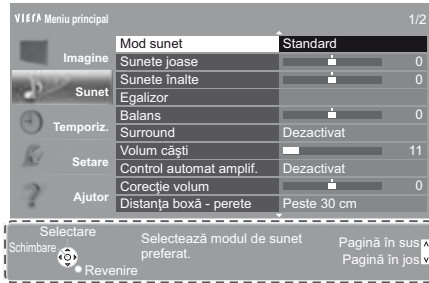 VIERA Meniu principal 1/2
Imagine
Sunet
Temporiz.
Setare
Ajutor
Mod sunet Standard
Sunete joase 0
Sunete înalte 0
Egalizor
Balans 0
Surround Dezactivat
Volum căşti 11
Control automat amplif. Dezactivat
Corecţie volum 0
Distanţa boxă - perete Peste 30 cm
Selectare
Schimbare
Revenire
Selectează modul de sunet
preferat.
Pagină în sus
Pagină în jos